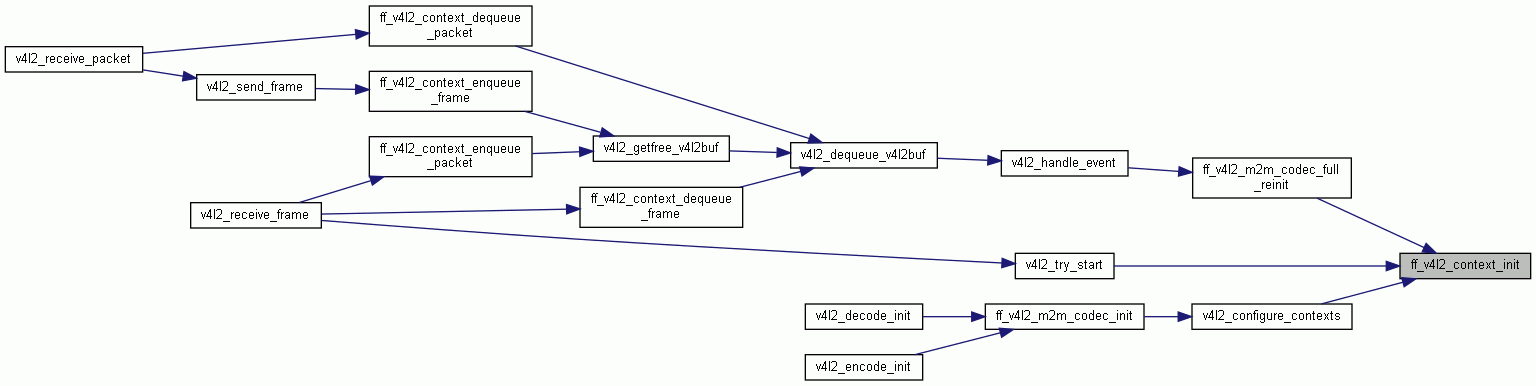 ff_v4l2_context_dequeue
_packet
v4l2_receive_packet
v4l2_send_frame
ff_v4l2_context_enqueue
_frame
ff_v4l2_context_enqueue
_packet
v4l2_getfree_v4l2buf
v4l2_dequeue_v4l2buf
v4l2_handle_event
ff_v4l2_m2m_codec_full
_reinit
v4l2_receive_frame
ff_v4l2_context_dequeue
_frame
v4l2_try_start
ff_v4l2_context_init
v4l2_decode_init
ff_v4l2_m2m_codec_init
v4l2_configure_contexts
v4l2_encode_init